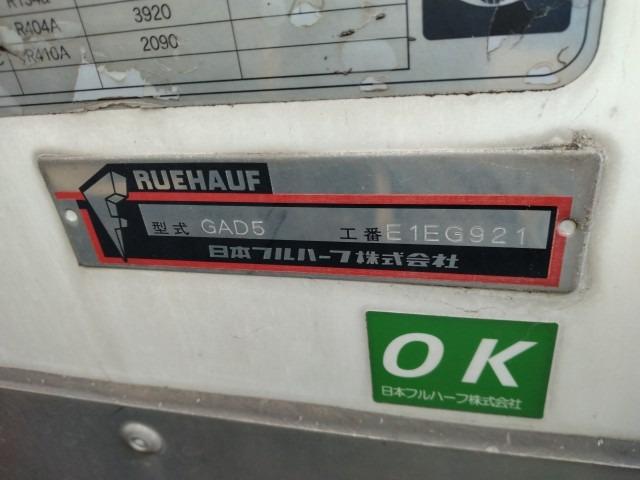 R134a
R404A 3920
R410A 2090
RUEHAUF
型式 GAD5 工番 E1EG921
日本フルハーフ株式会社
OK
日本フルハーフ株式会社